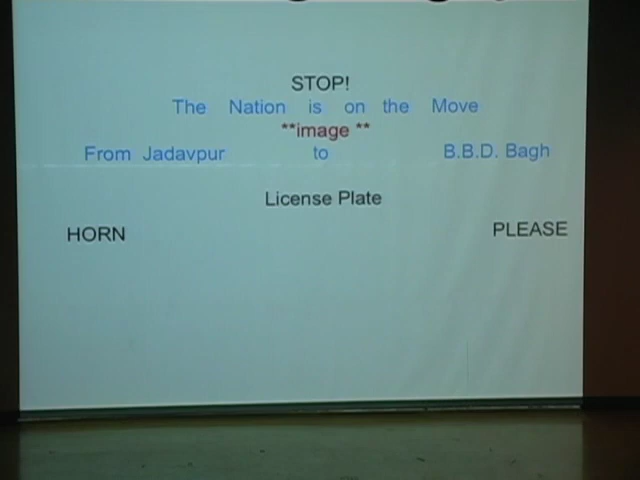 STOP!
The Nation is on the Move
**image **
From Jadavpur to B.B.D. Bagh
License Plate
HORN PLEASE